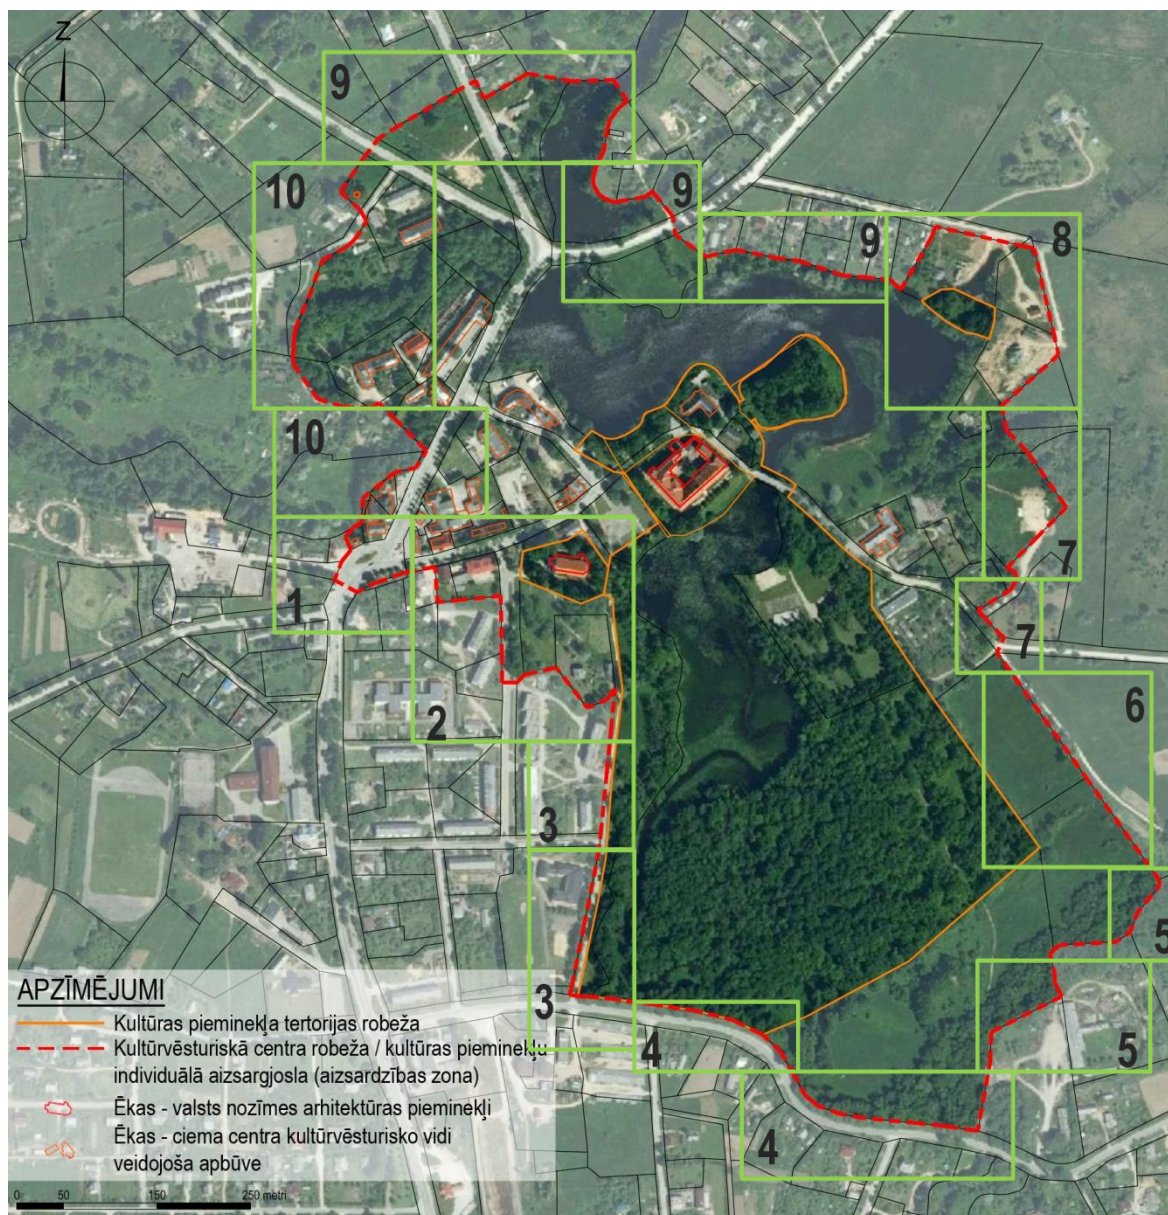 Z
9
10
9
9
8
10
7
1
7
6
2
3
5
3
4
5
4
APZĪMĒJUMI
Kultūras pieminekļa tertorijas robeža
Kultūrvēsturiskā centra robeža / kultūras pieminekļu
individuālā aizsargjosla (aizsardzības zona)
Ēkas - valsts nozīmes arhitektūras pieminekļi
Ēkas - ciema centra kultūrvēsturisko vidi
veidojoša apbūve
0 50 150 250 metri